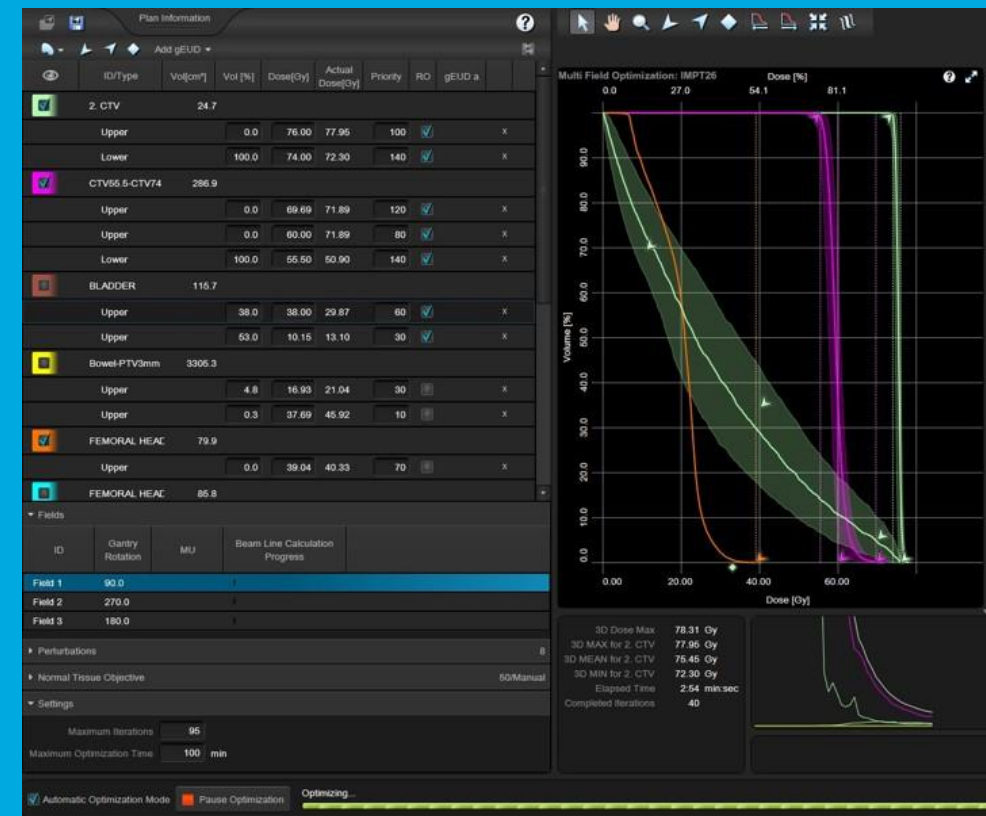 Plan Information
?
Add gEUD
ID/Type Vol[cm³] Vol [%] Dose[Gy] Actual Dose[Gy] Priority RO gEUD a
2. CTV 24.7
Upper 0.0 76.00 77.95 100 x
Lower 100.0 74.00 72.30 140 x
CTV55.5-CTV74 286.9
Upper 0.0 69.69 71.89 120 x
Upper 0.0 60.00 71.89 80 x
Lower 100.0 55.50 50.90 140 x
BLADDER 115.7
Upper 38.0 38.00 29.87 60 x
Upper 53.0 10.15 13.10 30 x
Bowel-PTV3mm 3305.3
Upper 4.8 16.93 21.04 30 x
Upper 0.3 37.69 45.92 10 x
FEMORAL HEAD 79.9
Upper 0.0 39.04 40.33 70 x
FEMORAL HEAD 85.8
Fields
ID Gantry Rotation MU Beam Line Calculation Progress
Field 1 90.0
Field 2 270.0
Field 3 180.0
Perturbations 8
Normal Tissue Objective 50/Manual
Settings
Maximum Iterations 95
Maximum Optimization Time 100 min
Automatic Optimization Mode Pause Optimization Optimizing...
Multi Field Optimization: IMPT26 Dose [%] ?
0.0 27.0 54.1 81.1
90.0
80.0
70.0
60.0
50.0
Volume [%]
40.0
30.0
20.0
10.0
0.0
0.00 20.00 40.00 60.00
Dose [Gy]
3D Dose Max 78.31 Gy
3D MAX for 2. CTV 77.95 Gy
3D MEAN for 2. CTV 75.45 Gy
3D MIN for 2. CTV 72.30 Gy
Elapsed Time 2:54 min:sec
Completed Iterations 40